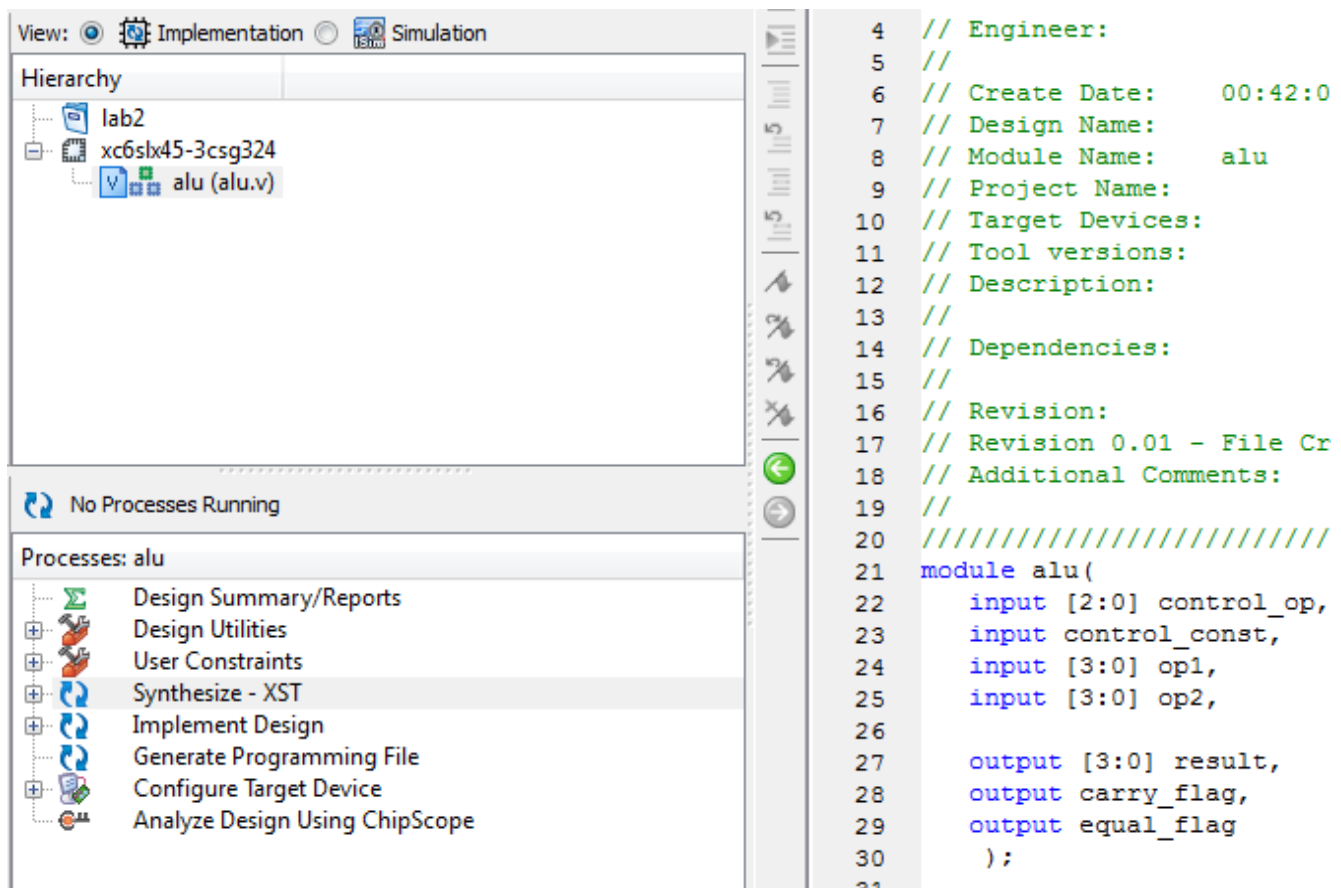 View: Implementation Simulation
Hierarchy
lab2
xc6slx45-3csg324
alu (alu.v)
No Processes Running
Processes: alu
Design Summary/Reports
Design Utilities
User Constraints
Synthesize - XST
Implement Design
Generate Programming File
Configure Target Device
Analyze Design Using ChipScope
4 // Engineer:
5 //
6 // Create Date: 00:42:0
7 // Design Name:
8 // Module Name: alu
9 // Project Name:
10 // Target Devices:
11 // Tool versions:
12 // Description:
13 //
14 // Dependencies:
15 //
16 // Revision:
17 // Revision 0.01 - File Cr
18 // Additional Comments:
19 //
20 //////////////////////////
21 module alu(
22 input [2:0] control_op,
23 input control_const,
24 input [3:0] op1,
25 input [3:0] op2,
26
27 output [3:0] result,
28 output carry_flag,
29 output equal_flag
30 );